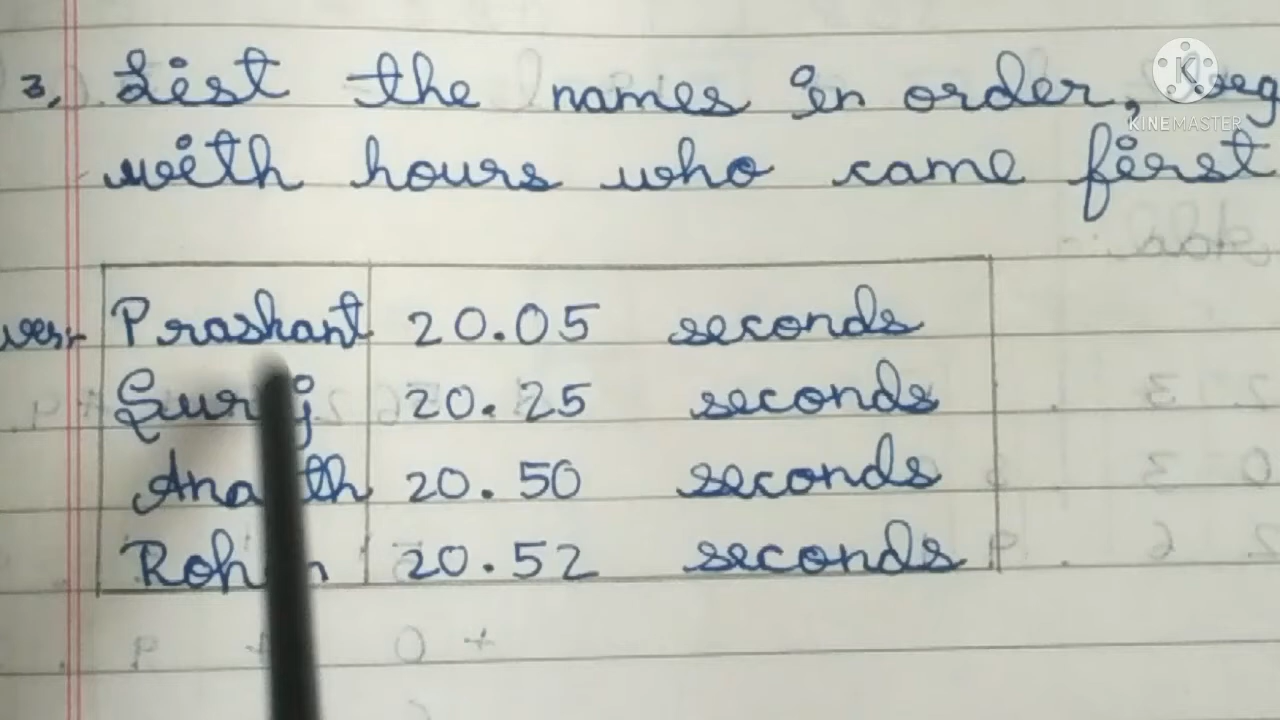 3, List the names in order,
with hours who came first
Prashant 20.05 seconds
20.25 seconds
20.50 seconds
20.52 seconds
KINEMASTER